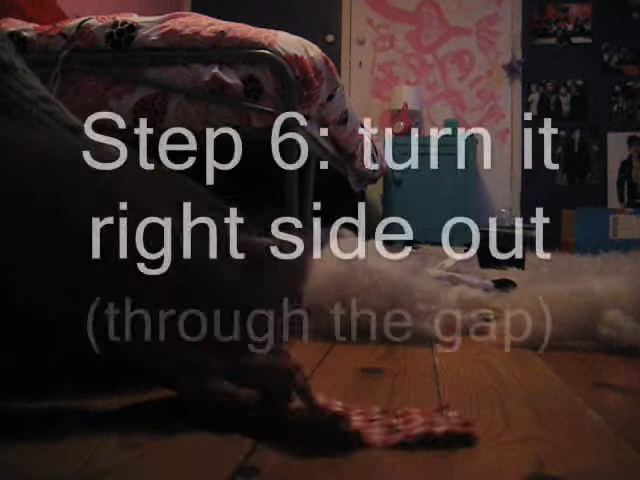 Step 6: turn it
right side out
(through the gap)